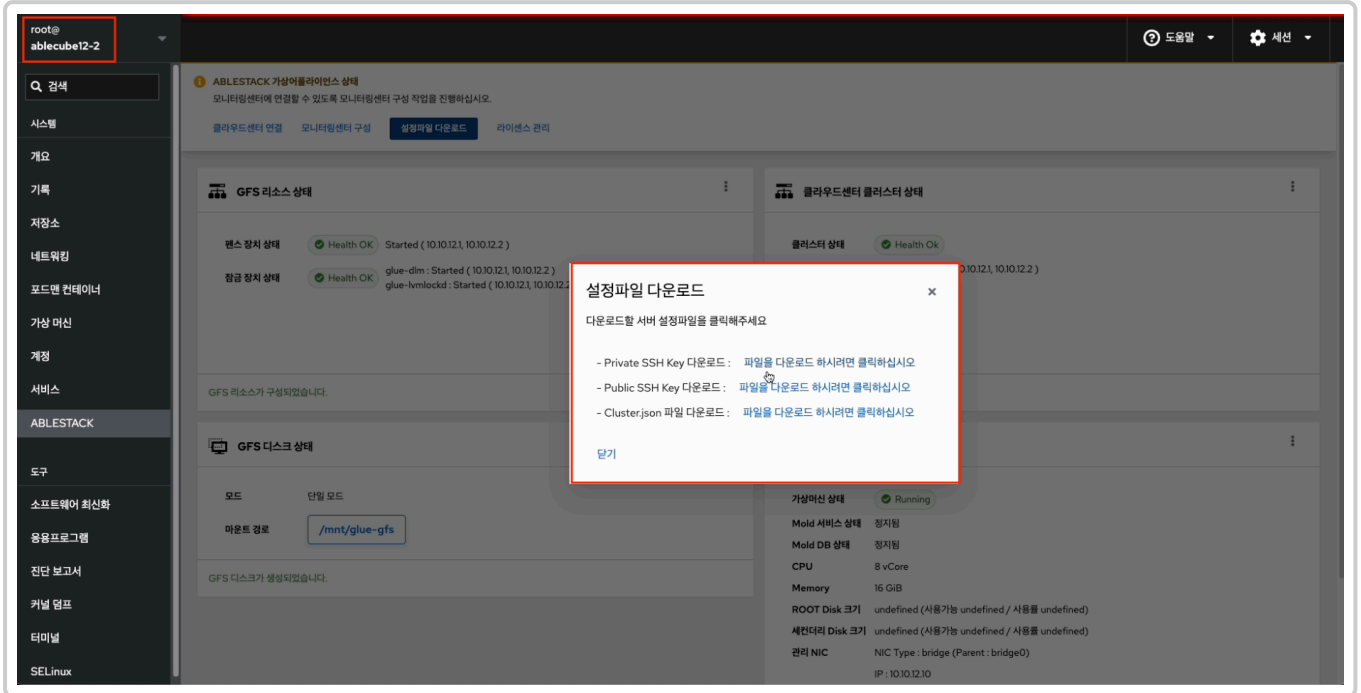 root@
ablecube12-2
도움말
세션
검색
시스템
개요
기록
저장소
네트워킹
포드맨 컨테이너
가상 머신
계정
서비스
ABLESTACK
도구
소프트웨어 최신화
응용프로그램
진단 보고서
커널 덤프
터미널
SELinux
ABLESTACK 가상어플라이언스 상태
모니터링센터에 연결할 수 있도록 모니터링센터 구성 작업을 진행하십시오.
클라우드센터 연결 모니터링센터 구성 설정파일 다운로드 라이센스 관리
GFS 리소스 상태
펜스 장치 상태 Health OK Started ( 10.10.12.1, 10.10.12.2 )
잠금 장치 상태 Health OK glue-dlm : Started ( 10.10.12.1, 10.10.12.2 )
glue-lvmlockd : Started ( 10.10.12.1, 10.10.12.2
GFS 리소스가 구성되었습니다.
클라우드센터 클러스터 상태
클러스터 상태 Health Ok
10.12.1, 10.10.12.2 )
설정파일 다운로드
다운로드할 서버 설정파일을 클릭해주세요
- Private SSH Key 다운로드 : 파일을 다운로드 하시려면 클릭하십시오
- Public SSH Key 다운로드 : 파일을 다운로드 하시려면 클릭하십시오
- Cluster.json 파일 다운로드 : 파일을 다운로드 하시려면 클릭하십시오
닫기
GFS 디스크 상태
모드 단일 모드
마운트 경로 /mnt/glue-gfs
GFS 디스크가 생성되었습니다.
가상머신 상태 Running
Mold 서비스 상태 정지됨
Mold DB 상태 정지됨
CPU 8 vCore
Memory 16 GiB
ROOT Disk 크기 undefined (사용가능 undefined / 사용률 undefined)
세컨더리 Disk 크기 undefined (사용가능 undefined / 사용률 undefined)
관리 NIC NIC Type : bridge (Parent : bridge0)
IP : 10.10.12.10